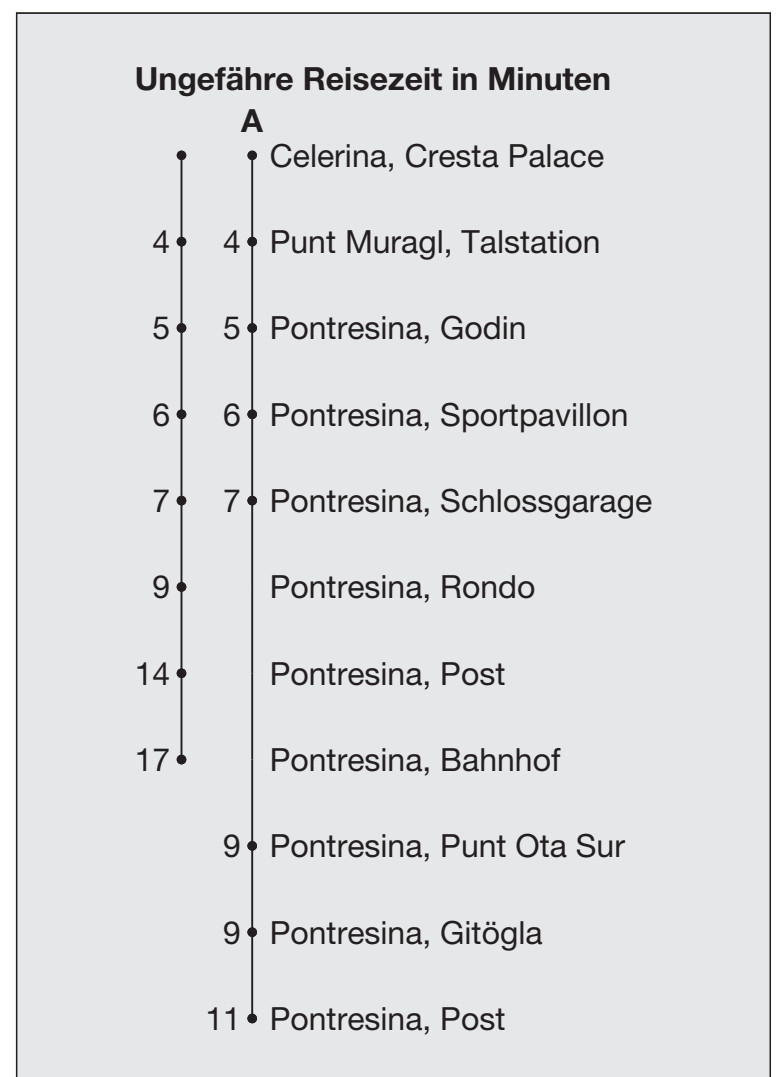 Ungefähre Reisezeit in Minuten
A
Celerina, Cresta Palace
4 4 Punt Muragl, Talstation
5 5 Pontresina, Godin
6 6 Pontresina, Sportpavillon
7 7 Pontresina, Schlossgarage
9 Pontresina, Rondo
14 Pontresina, Post
17 Pontresina, Bahnhof
9 Pontresina, Punt Ota Sur
9 Pontresina, Gitögla
11 Pontresina, Post